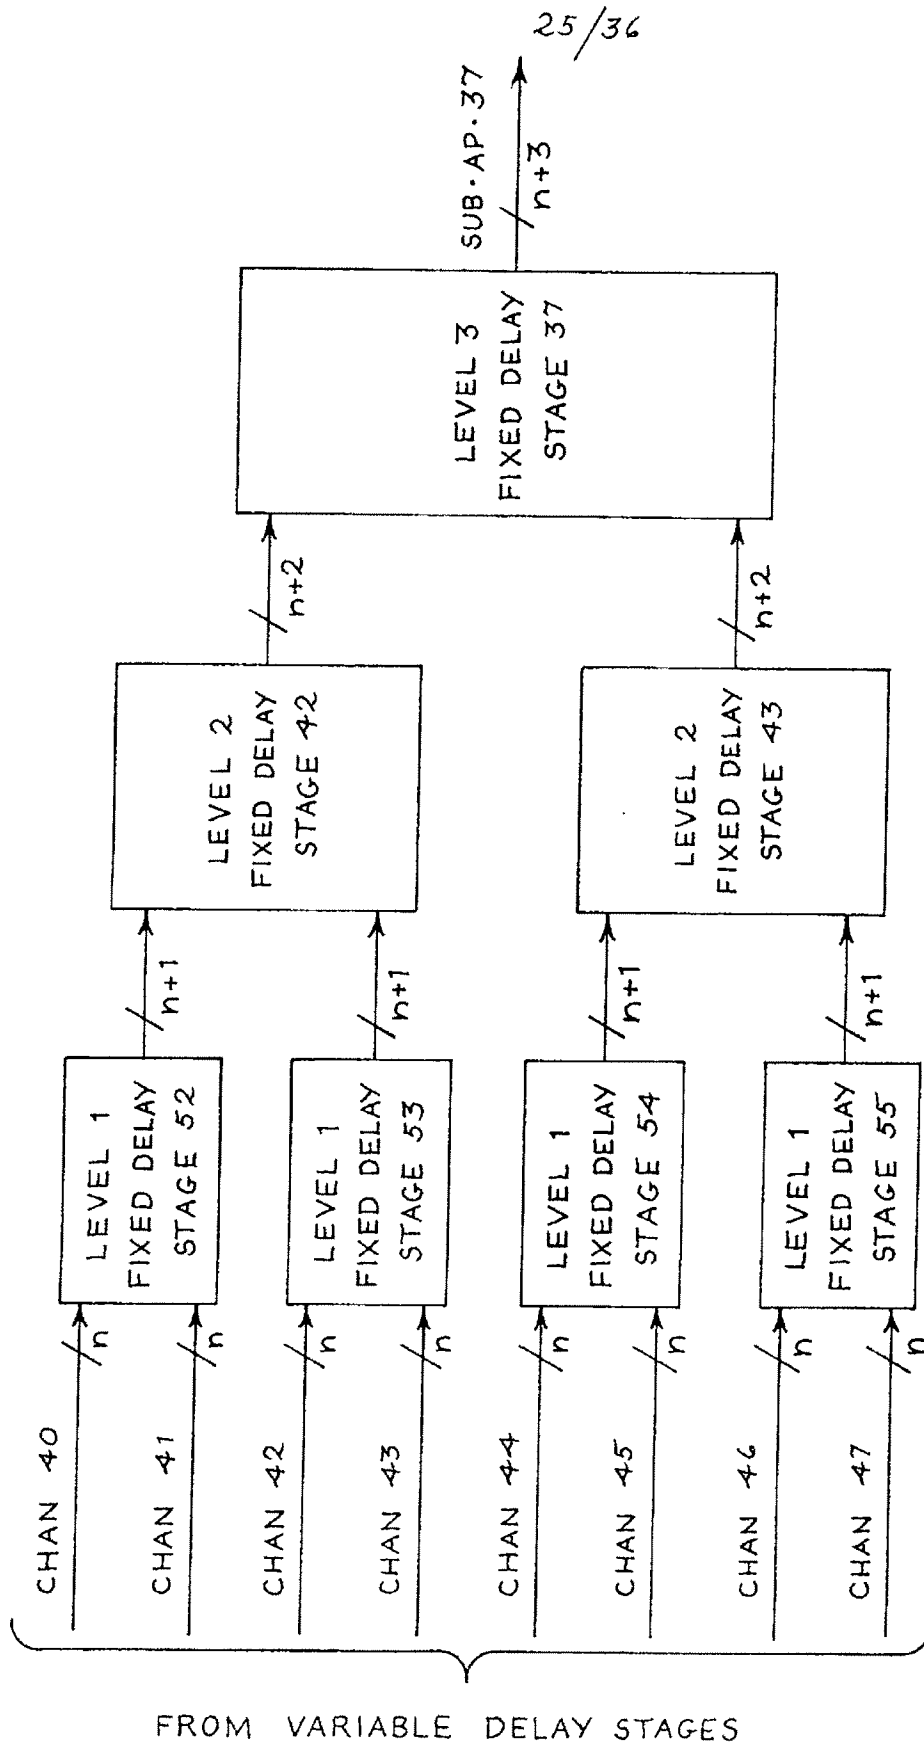 25/36
SUB·AP·37
n+3
LEVEL 3
FIXED DELAY
STAGE 37
n+2
n+2
LEVEL 2
FIXED DELAY
STAGE 42
LEVEL 2
FIXED DELAY
STAGE 43
n+1
n+1
n+1
n+1
LEVEL 1
FIXED DELAY
STAGE 52
LEVEL 1
FIXED DELAY
STAGE 53
LEVEL 1
FIXED DELAY
STAGE 54
LEVEL 1
FIXED DELAY
STAGE 55
n
n
n
n
n
n
n
n
CHAN 40
CHAN 41
CHAN 42
CHAN 43
CHAN 44
CHAN 45
CHAN 46
CHAN 47
FROM VARIABLE DELAY STAGES